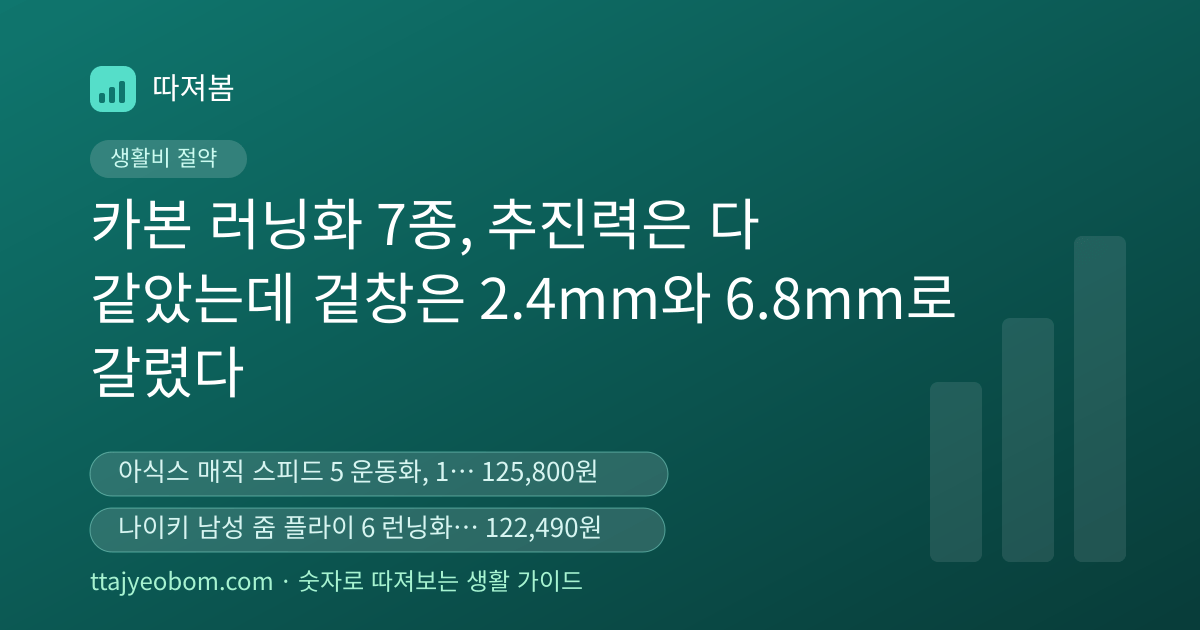 따져봄
생활비 절약
카본 러닝화 7종, 추진력은 다
같았는데 겉창은 2.4mm와 6.8mm로
갈렸다
아식스 매직 스피드 5 운동화, 1… 125,800원
나이키 남성 줌 플라이 6 런닝화… 122,490원
ttajyeobom.com · 숫자로 따져보는 생활 가이드